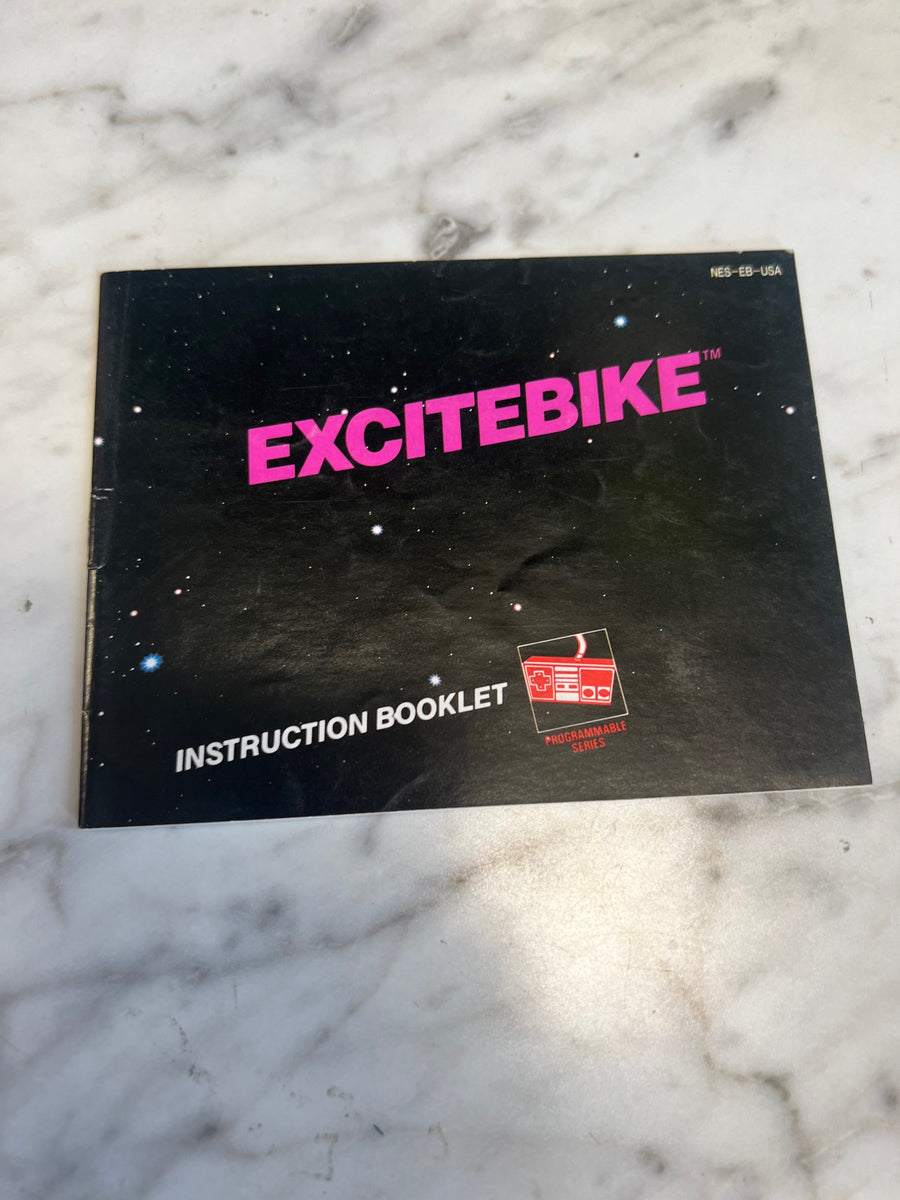 NES-EB-USA
EXCITEBIKE™
INSTRUCTION BOOKLET
PROGRAMMABLE
SERIES